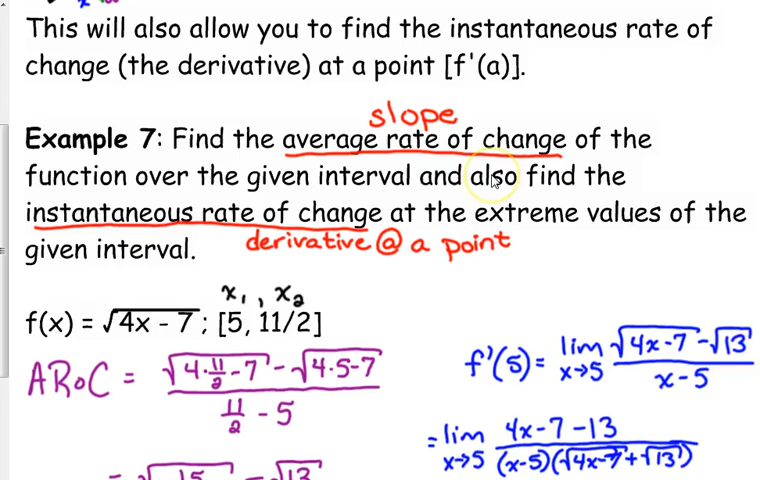 This will also allow you to find the instantaneous rate of
change (the derivative) at a point [f'(a)].
slope
Example 7: Find the average rate of change of the
function over the given interval and also find the
instantaneous rate of change at the extreme values of the
given interval.
derivative @ a point
x₁, x₂
f(x) = √4x - 7 ; [5, 11/2]
ARoC = (√(4·11/2 - 7) - √(4·5-7)) / (11/2 - 5)
= √15 - √13
f'(5) = lim x→5 (√(4x-7) - √13) / (x-5)
= lim x→5 (4x-7-13) / ((x-5)(√(4x-7) + √13))